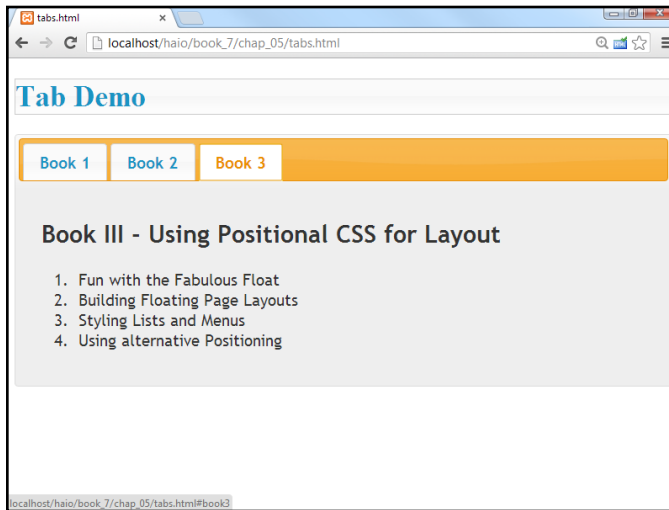 tabs.html
localhost/haio/book_7/chap_05/tabs.html
Tab Demo
Book 1 Book 2 Book 3
Book III - Using Positional CSS for Layout
1. Fun with the Fabulous Float
2. Building Floating Page Layouts
3. Styling Lists and Menus
4. Using alternative Positioning
localhost/haio/book_7/chap_05/tabs.html#book3